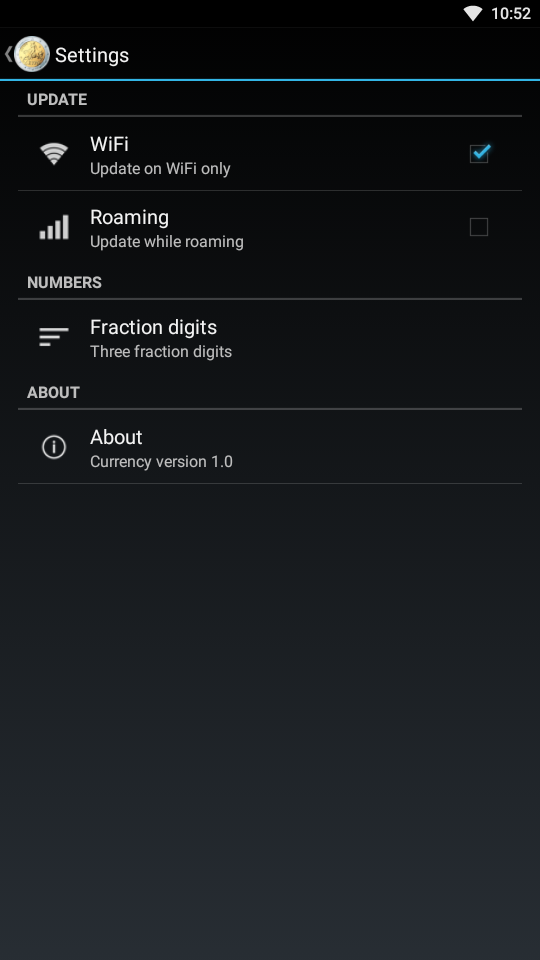 10:52
Settings
UPDATE
WiFi
Update on WiFi only
Roaming
Update while roaming
NUMBERS
Fraction digits
Three fraction digits
ABOUT
About
Currency version 1.0